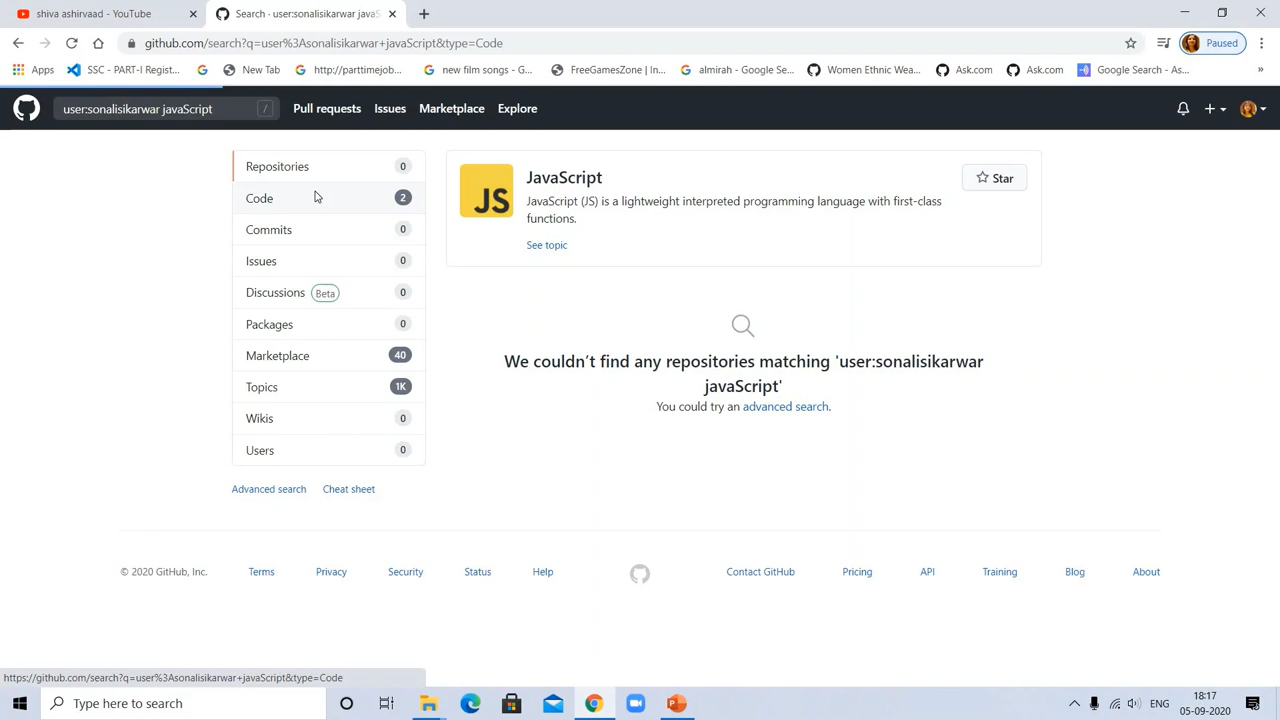 shiva ashirvaad - YouTube
Search · user:sonalisikarwar javaS
github.com/search?q=user%3Asonalisikarwar+javaScript&type=Code
Paused
Apps
SSC - PART-I Regist...
New Tab
http://parttimejob...
new film songs - G...
FreeGamesZone | In...
almirah - Google Se...
Women Ethnic Wea...
Ask.com
Ask.com
Google Search - As...
»
user:sonalisikarwar javaScript
/
Pull requests
Issues
Marketplace
Explore
Repositories 0
Code 2
Commits 0
Issues 0
Discussions Beta 0
Packages 0
Marketplace 40
Topics 1K
Wikis 0
Users 0
Advanced search
Cheat sheet
JS
JavaScript
Star
JavaScript (JS) is a lightweight interpreted programming language with first-class
functions.
See topic
We couldn't find any repositories matching 'user:sonalisikarwar
javaScript'
You could try an advanced search.
© 2020 GitHub, Inc.
Terms
Privacy
Security
Status
Help
Contact GitHub
Pricing
API
Training
Blog
About
https://github.com/search?q=user%3Asonalisikarwar+javaScript&type=Code
Type here to search
ENG
18:17
05-09-2020